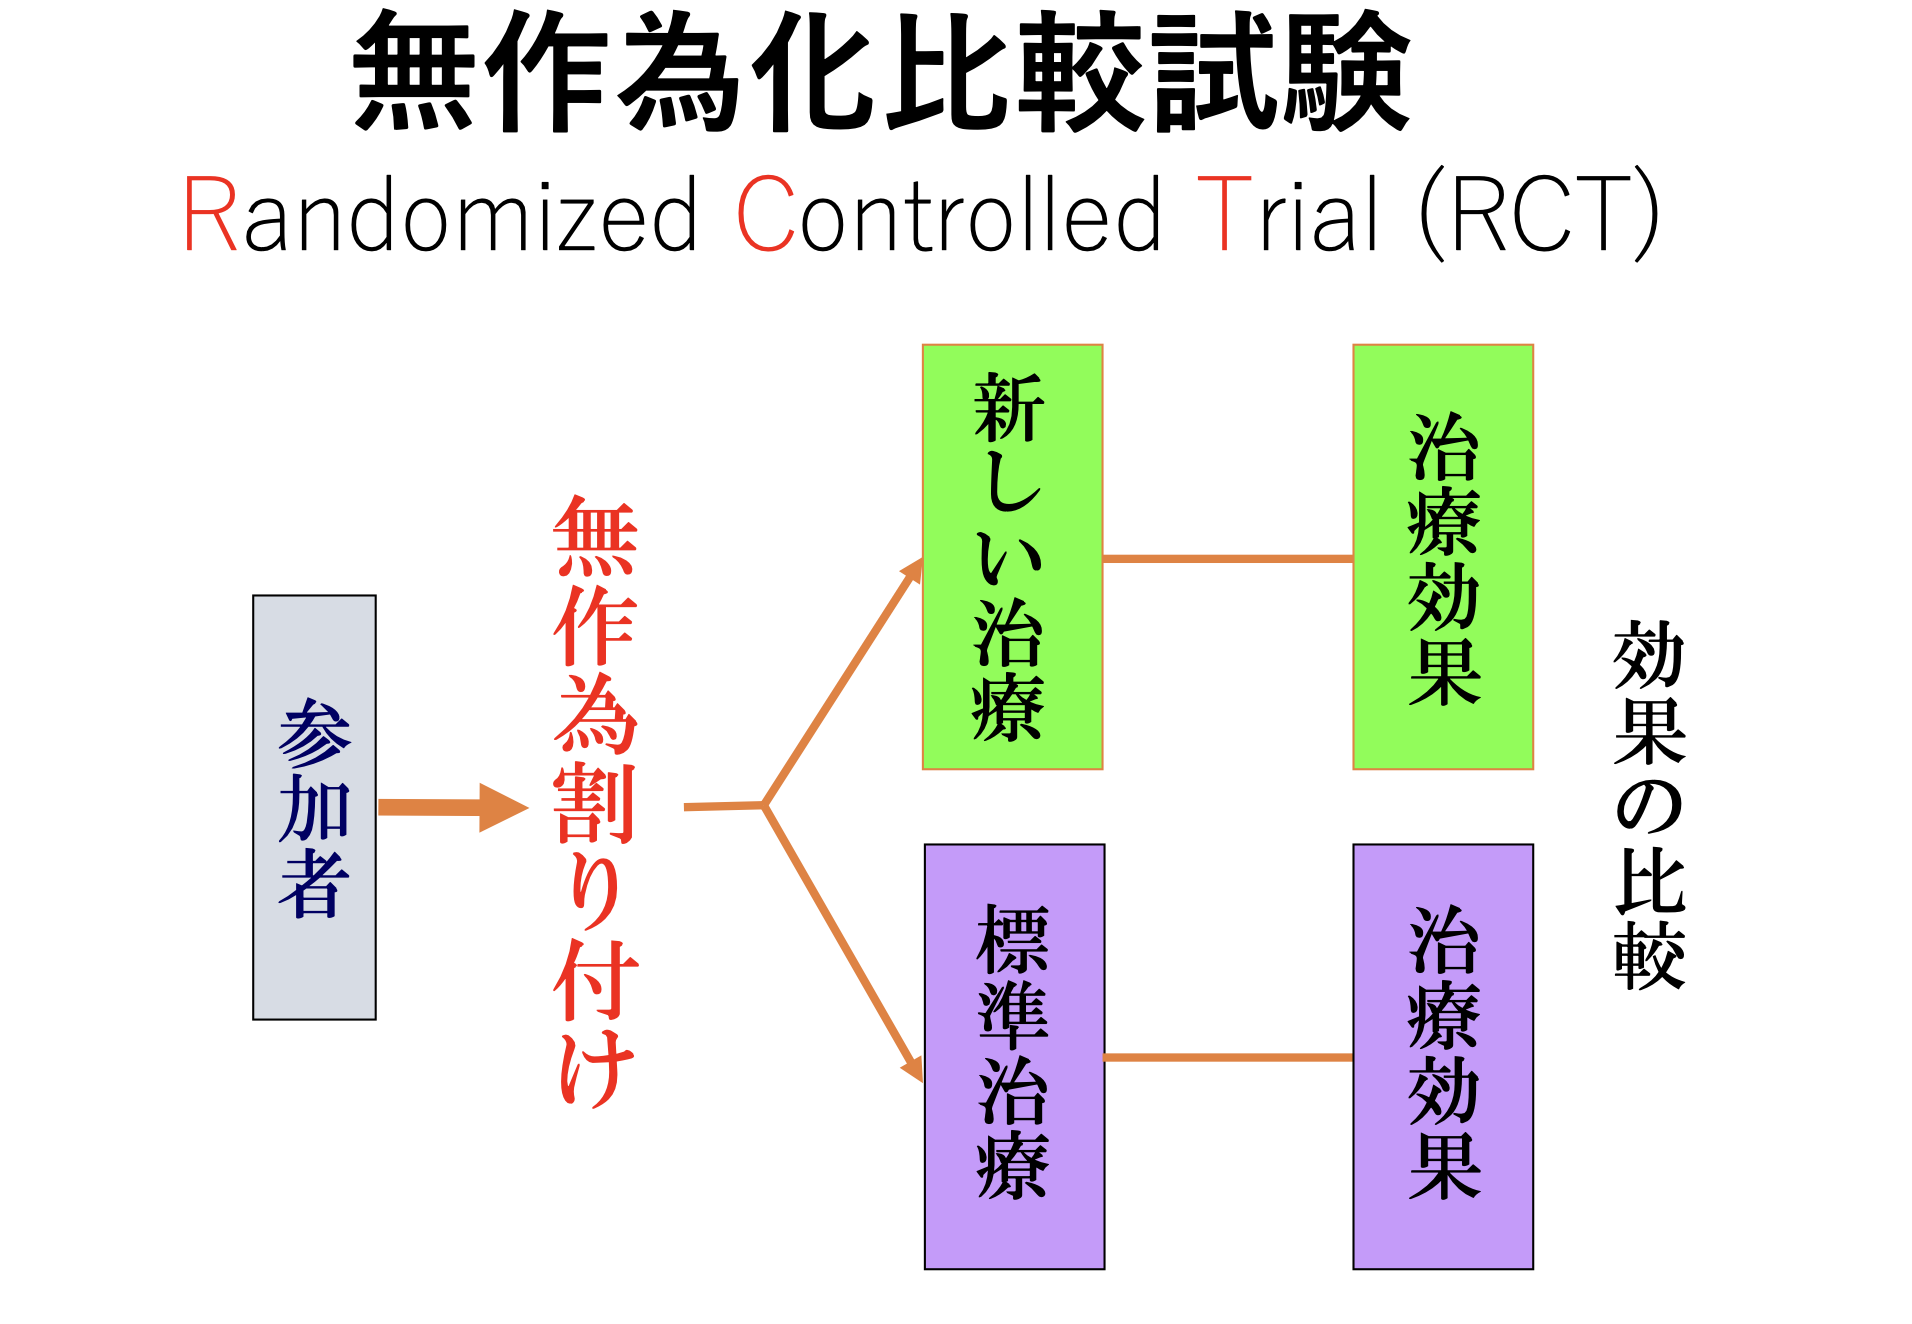 無作為化比較試験
Randomized Controlled Trial (RCT)
参加者
無作為割り付け
新しい治療
治療効果
標準治療
治療効果
効果の比較